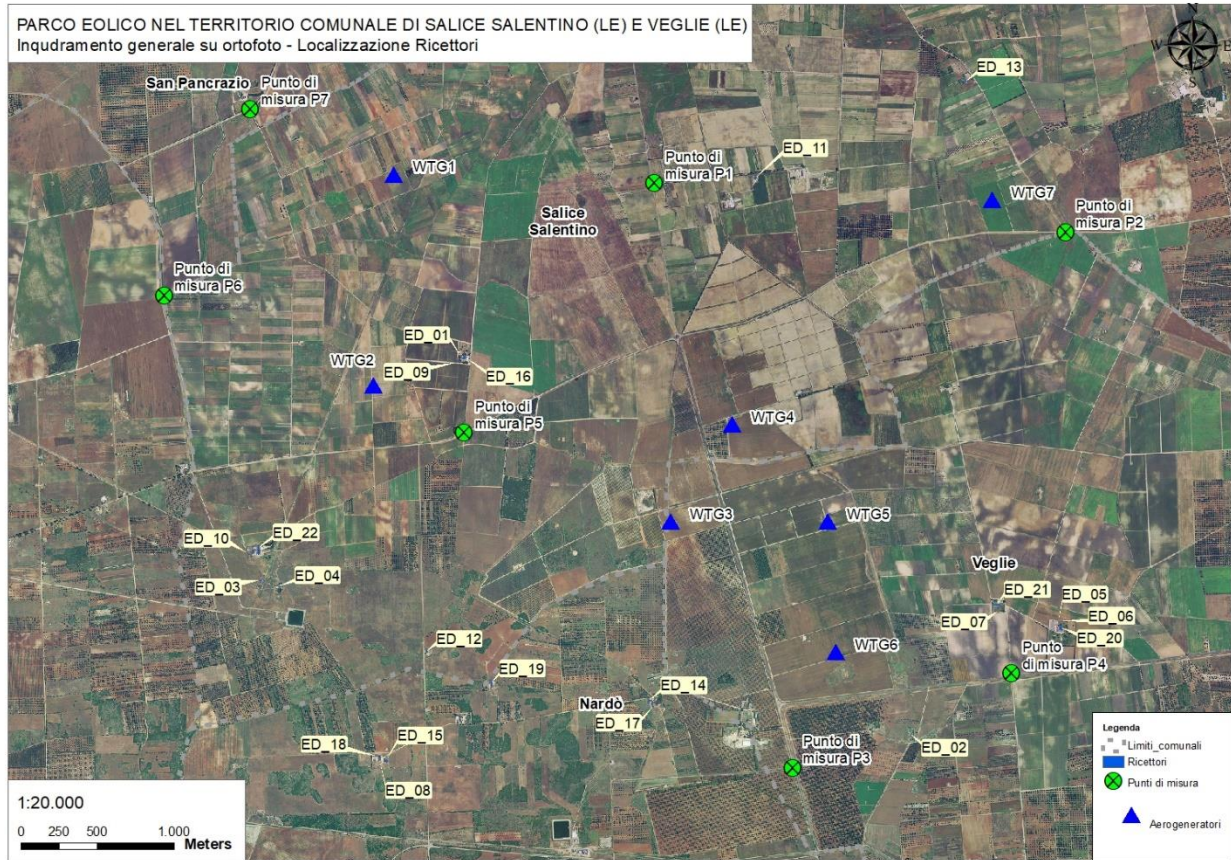 PARCO EOLICO NEL TERRITORIO COMUNALE DI SALICE SALENTINO (LE) E VEGLIE (LE)
Inqudramento generale su ortofoto - Localizzazione Ricettori
N
W
E
S
ED_13
San Pancrazio
Punto di
misura P7
WTG1
Punto di
misura P1
ED_11
WTG7
Salice
Salentino
Punto di
misura P2
Punto di
misura P6
ED_01
WTG2
ED_09
ED_16
Punto di
misura P5
WTG4
WTG3
WTG5
ED_10
ED_22
ED_03
ED_04
Veglie
ED_21
ED_05
ED_07
ED_06
ED_20
ED_12
WTG6
Punto
di misura P4
ED_19
ED_14
Nardò
ED_17
ED_18
ED_15
ED_02
Punto di
misura P3
ED_08
1:20.000
0 250 500 1.000
Meters
Legenda
Limiti_comunali
Ricettori
Punti di misura
Aerogeneratori